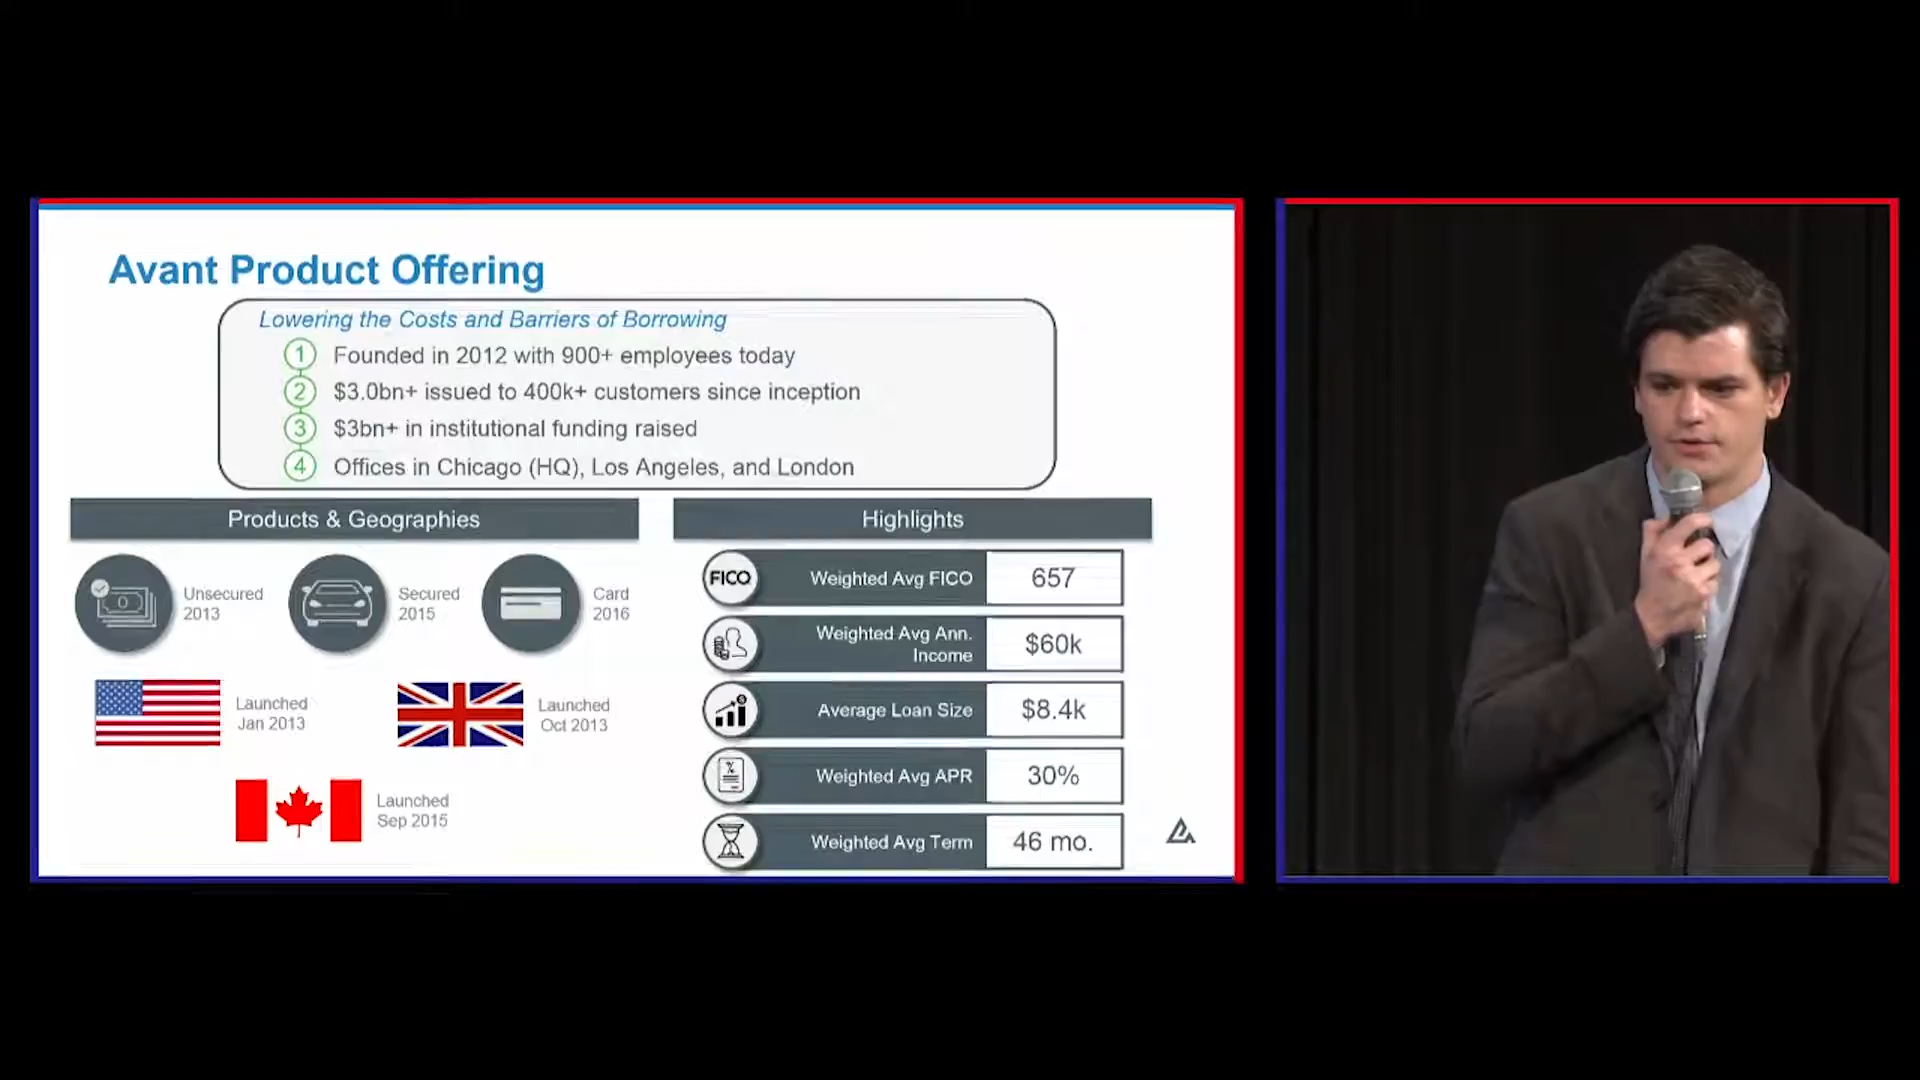 Avant Product Offering
Lowering the Costs and Barriers of Borrowing
1 Founded in 2012 with 900+ employees today
2 $3.0bn+ issued to 400k+ customers since inception
3 $3bn+ in institutional funding raised
4 Offices in Chicago (HQ), Los Angeles, and London
Products & Geographies
Unsecured
2013
Secured
2015
Card
2016
Launched
Jan 2013
Launched
Oct 2013
Launched
Sep 2015
Highlights
FICO Weighted Avg FICO 657
Weighted Avg Ann.
Income $60k
Average Loan Size $8.4k
Weighted Avg APR 30%
Weighted Avg Term 46 mo.